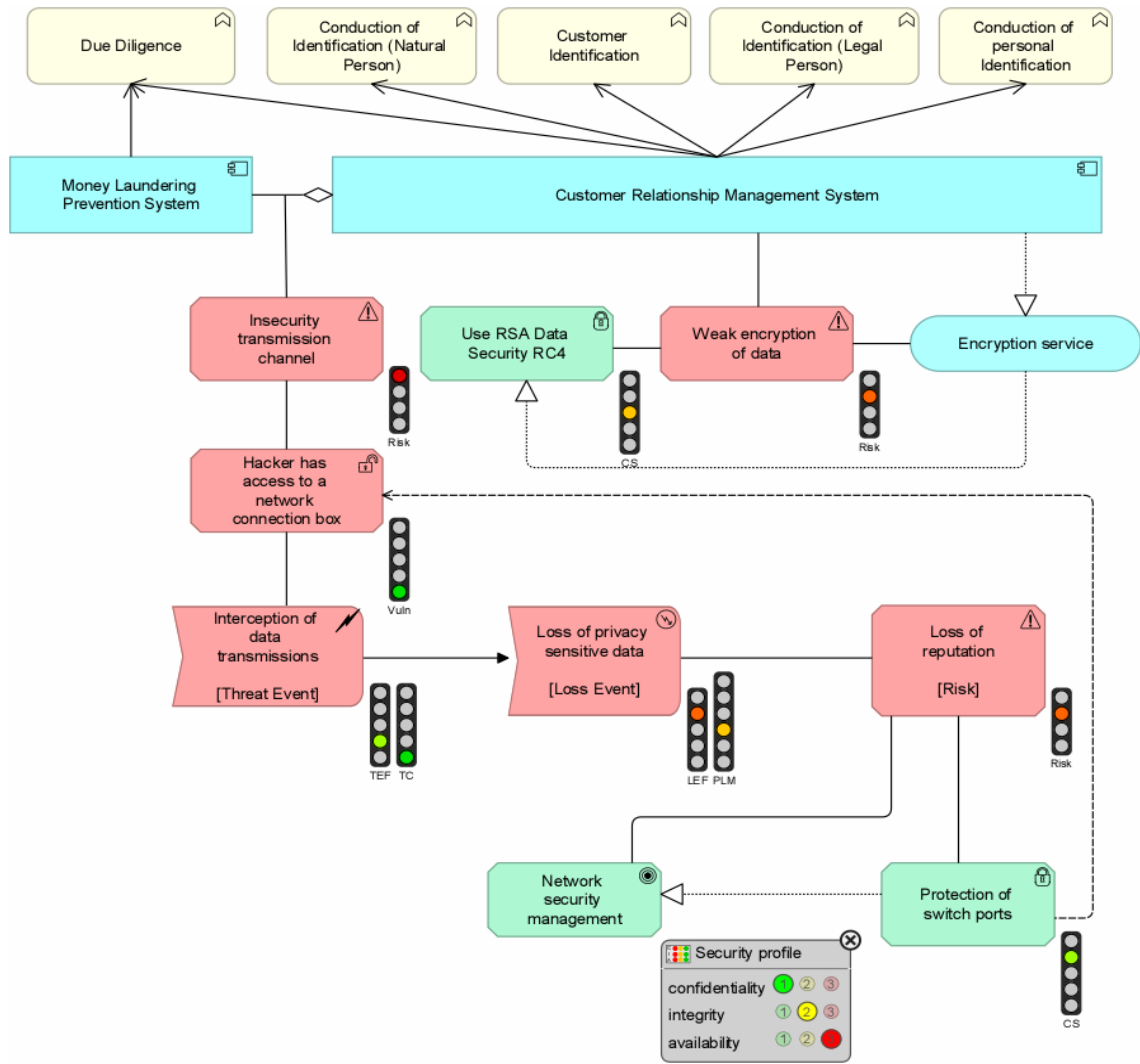 Due Diligence
Conduction of
Identification (Natural
Person)
Customer
Identification
Conduction of
Identification (Legal
Person)
Conduction of
personal
Identification
Money Laundering
Prevention System
Customer Relationship Management System
Insecurity
transmission
channel
Risk
Use RSA Data
Security RC4
CS
Weak encryption
of data
Risk
Encryption service
Hacker has
access to a
network
connection box
Vuln
Interception of
data
transmissions
[Threat Event]
TEF
TC
Loss of privacy
sensitive data
[Loss Event]
LEF
PLM
Loss of
reputation
[Risk]
Risk
Network
security
management
Protection of
switch ports
CS
Security profile
confidentiality 1 2 3
integrity 1 2 3
availability 1 2